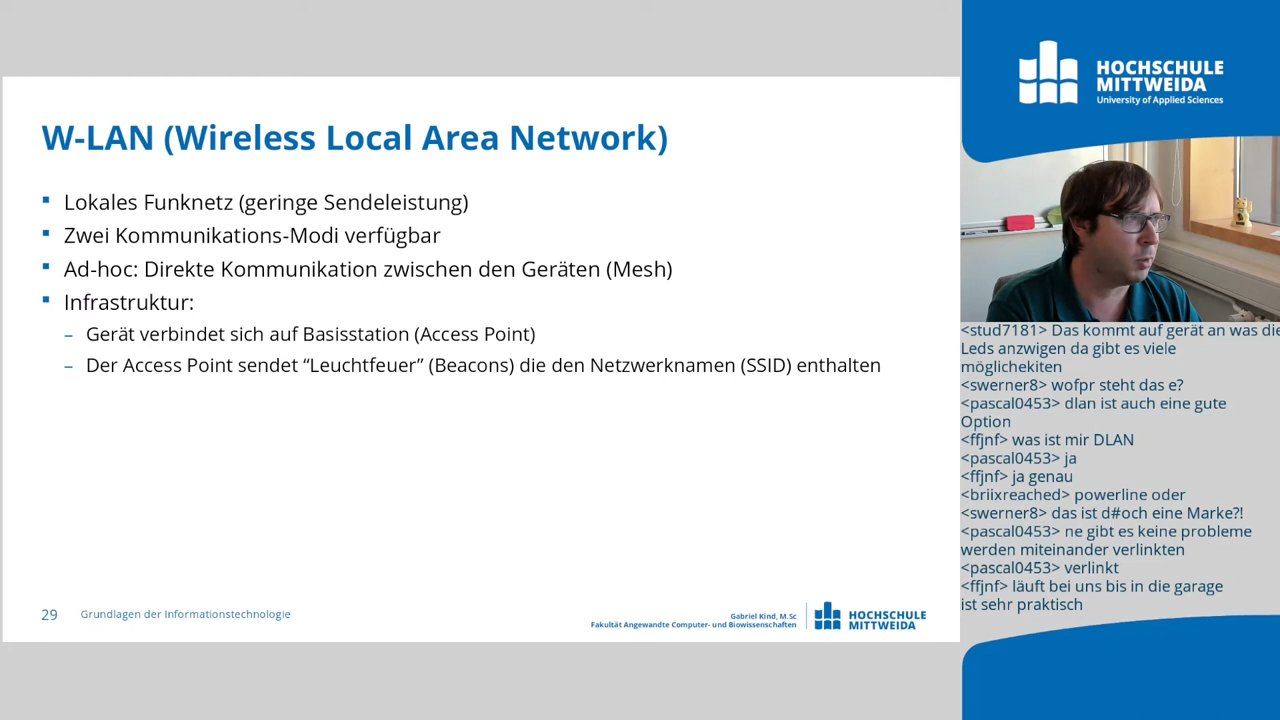 W-LAN (Wireless Local Area Network)
Lokales Funknetz (geringe Sendeleistung)
Zwei Kommunikations-Modi verfügbar
Ad-hoc: Direkte Kommunikation zwischen den Geräten (Mesh)
Infrastruktur:
– Gerät verbindet sich auf Basisstation (Access Point)
– Der Access Point sendet “Leuchtfeuer” (Beacons) die den Netzwerknamen (SSID) enthalten
29
Grundlagen der Informationstechnologie
Gabriel Kind, M.Sc
Fakultät Angewandte Computer- und Biowissenschaften
HOCHSCHULE
MITTWEIDA
HOCHSCHULE
MITTWEIDA
University of Applied Sciences
<stud7181> Das kommt auf gerät an was die
Leds anzwigen da gibt es viele
möglichekiten
<swerner8> wofpr steht das e?
<pascal0453> dlan ist auch eine gute
Option
<ffjnf> was ist mir DLAN
<pascal0453> ja
<ffjnf> ja genau
<briixreached> powerline oder
<swerner8> das ist d#och eine Marke?!
<pascal0453> ne gibt es keine probleme
werden miteinander verlinkten
<pascal0453> verlinkt
<ffjnf> läuft bei uns bis in die garage
ist sehr praktisch